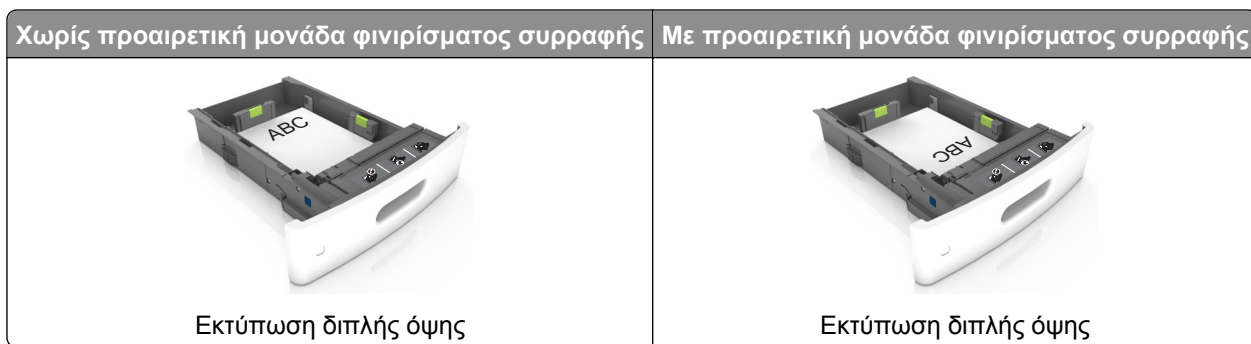 Χωρίς προαιρετική μονάδα φινιρίσματος συρραφής
Με προαιρετική μονάδα φινιρίσματος συρραφής
ABC
ABC
Εκτύπωση διπλής όψης
Εκτύπωση διπλής όψης